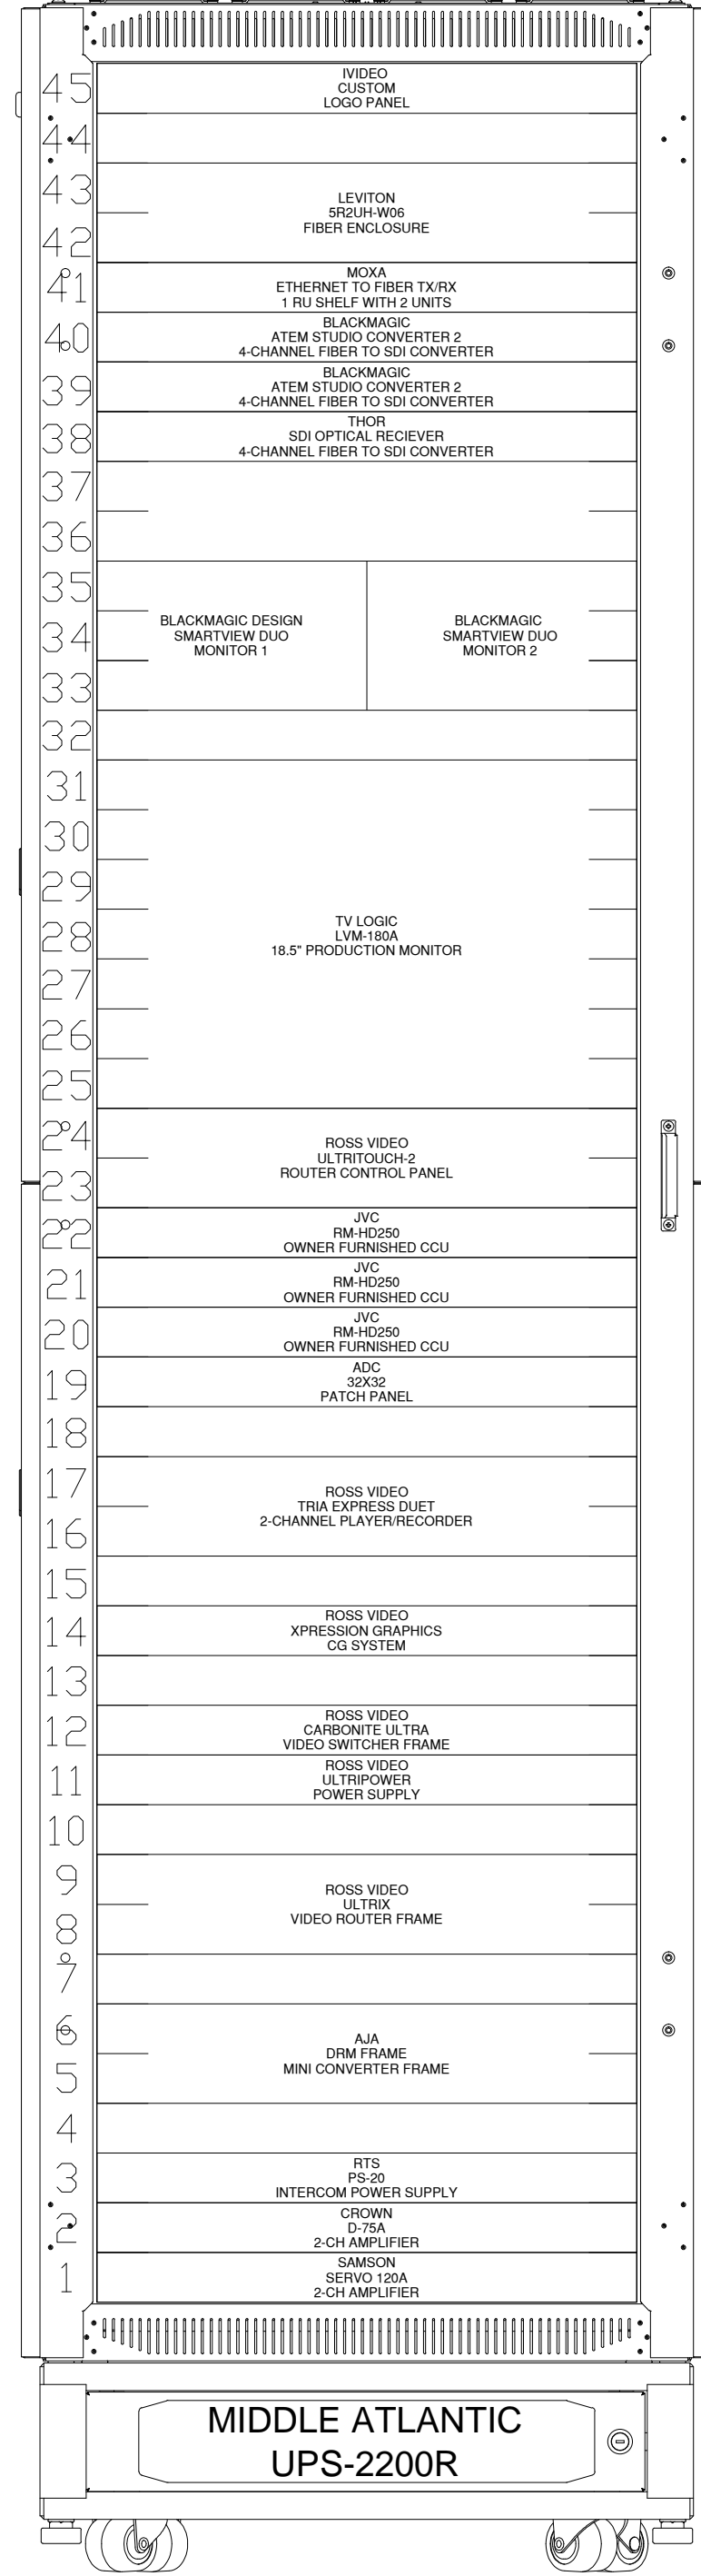 45
IVIDEO
CUSTOM
LOGO PANEL
44
43
LEVITON
5R2UH-W06
FIBER ENCLOSURE
42
41
MOXA
ETHERNET TO FIBER TX/RX
1 RU SHELF WITH 2 UNITS
40
BLACKMAGIC
ATEM STUDIO CONVERTER 2
4-CHANNEL FIBER TO SDI CONVERTER
39
BLACKMAGIC
ATEM STUDIO CONVERTER 2
4-CHANNEL FIBER TO SDI CONVERTER
38
THOR
SDI OPTICAL RECIEVER
4-CHANNEL FIBER TO SDI CONVERTER
37
36
35
34
BLACKMAGIC DESIGN
SMARTVIEW DUO
MONITOR 1
BLACKMAGIC
SMARTVIEW DUO
MONITOR 2
33
32
31
30
29
28
TV LOGIC
LVM-180A
18.5" PRODUCTION MONITOR
27
26
25
24
ROSS VIDEO
ULTRITOUCH-2
ROUTER CONTROL PANEL
23
22
JVC
RM-HD250
OWNER FURNISHED CCU
21
JVC
RM-HD250
OWNER FURNISHED CCU
20
JVC
RM-HD250
OWNER FURNISHED CCU
19
ADC
32X32
PATCH PANEL
18
17
ROSS VIDEO
TRIA EXPRESS DUET
2-CHANNEL PLAYER/RECORDER
16
15
14
ROSS VIDEO
XPRESSION GRAPHICS
CG SYSTEM
13
12
ROSS VIDEO
CARBONITE ULTRA
VIDEO SWITCHER FRAME
11
ROSS VIDEO
ULTRIPOWER
POWER SUPPLY
10
9
ROSS VIDEO
ULTRIX
VIDEO ROUTER FRAME
8
7
6
AJA
DRM FRAME
MINI CONVERTER FRAME
5
4
3
RTS
PS-20
INTERCOM POWER SUPPLY
2
CROWN
D-75A
2-CH AMPLIFIER
1
SAMSON
SERVO 120A
2-CH AMPLIFIER
MIDDLE ATLANTIC
UPS-2200R